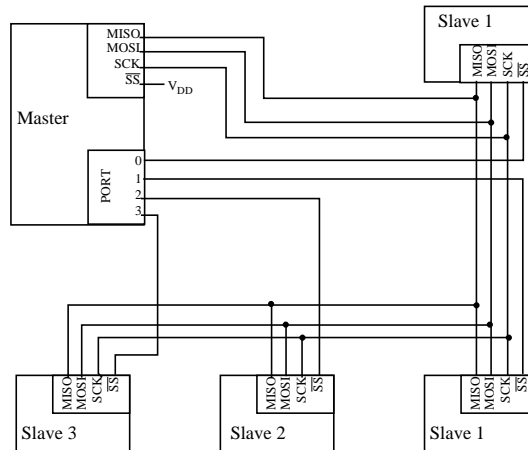 Master
MISO
MOSI
SCK
SS
VDD
PORT
0
1
2
3
Slave 1
MISO
MOSI
SCK
SS
MISO
MOSI
SCK
SS
Slave 3
MISO
MOSI
SCK
SS
Slave 2
MISO
MOSI
SCK
SS
Slave 1